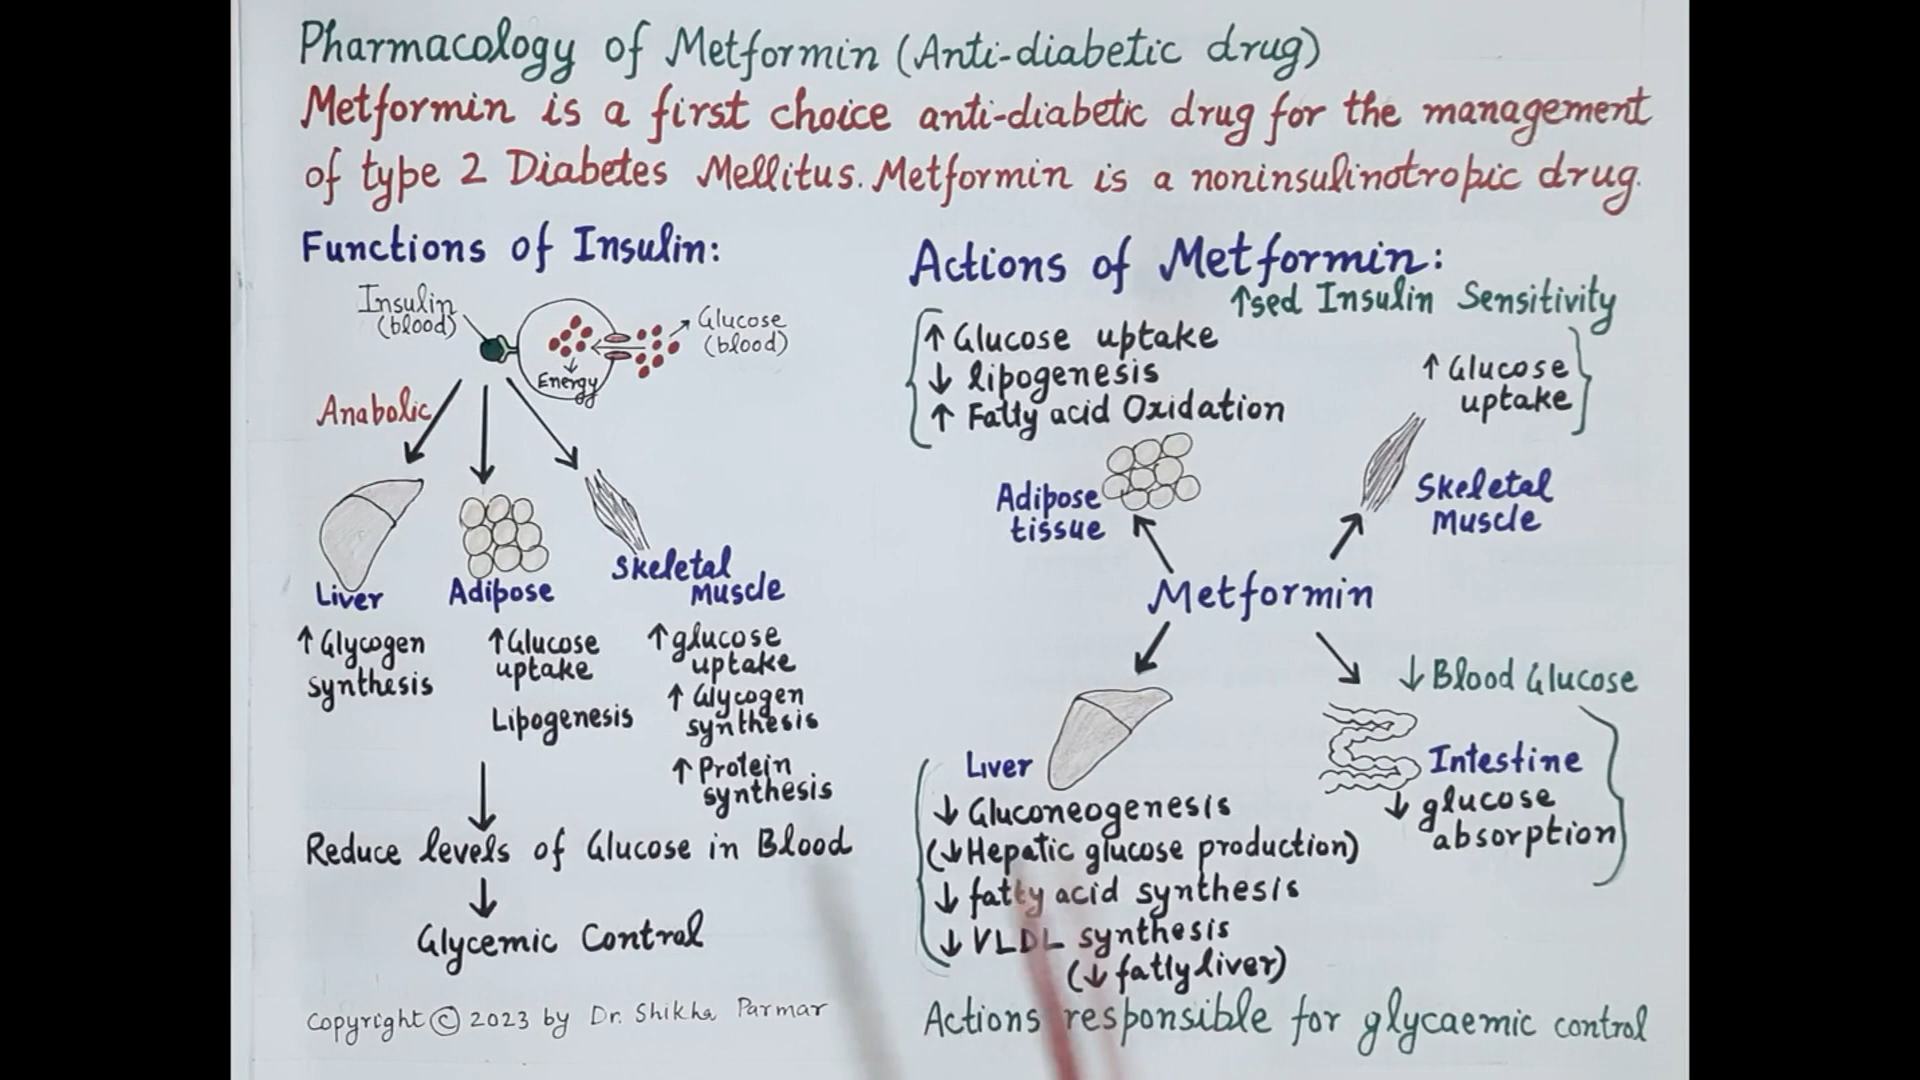 Pharmacology of Metformin (Anti-diabetic drug)
Metformin is a first choice anti-diabetic drug for the management
of type 2 Diabetes Mellitus. Metformin is a noninsulinotropic drug.
Functions of Insulin:
Insulin
(blood)
Glucose
(blood)
Energy
Anabolic
Liver
↑ Glycogen
synthesis
Adipose
↑ Glucose
uptake
Lipogenesis
Skeletal
Muscle
↑ glucose
uptake
↑ Glycogen
synthesis
↑ Protein
synthesis
Reduce levels of Glucose in Blood
Glycemic Control
Copyright © 2023 by Dr. Shikha Parmar
Actions of Metformin:
↑sed Insulin Sensitivity
↑ Glucose uptake
↓ lipogenesis
↑ Fatty acid Oxidation
Adipose
tissue
↑ Glucose
uptake
Skeletal
Muscle
Metformin
↓ Blood Glucose
Liver
↓ Gluconeogenesis
(↓ Hepatic glucose production)
↓ fatty acid synthesis
↓ VLDL synthesis
(↓ fatty liver)
Intestine
↓ glucose
absorption
Actions responsible for glycaemic control